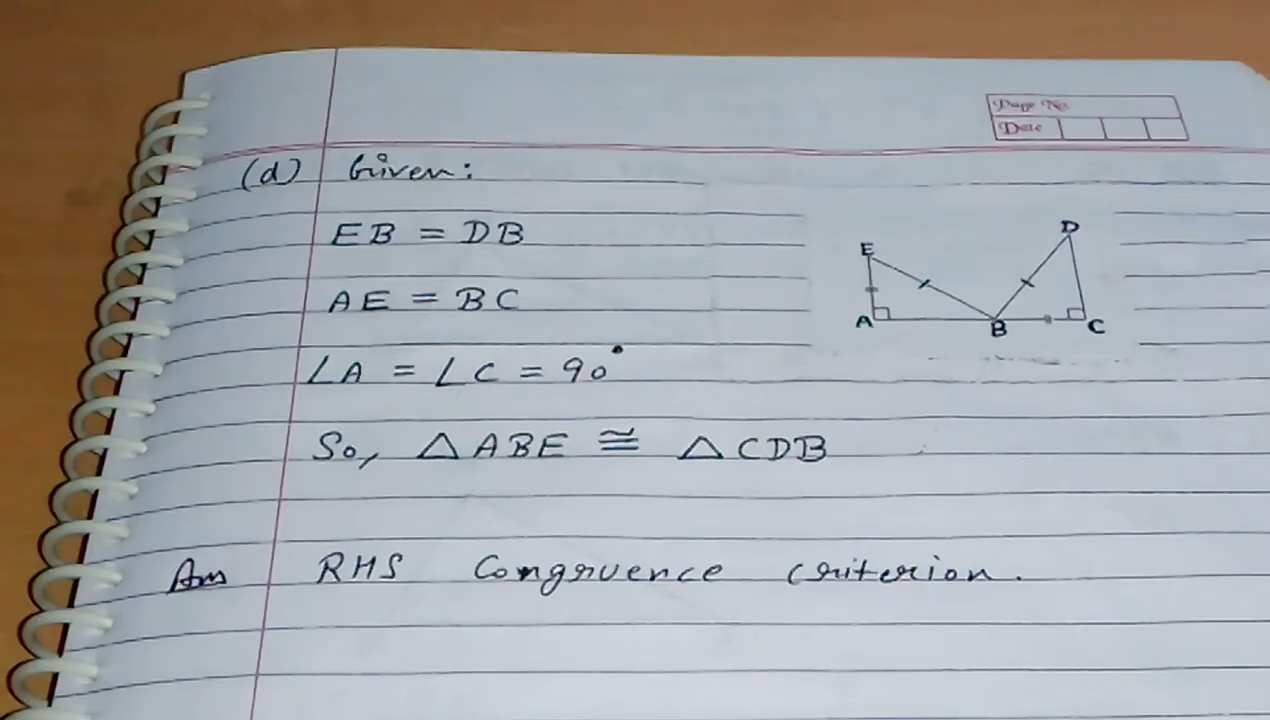 Page No.
Date
(d) Given:
EB = DB
AE = BC
∠A = ∠C = 90°
So, △ABE ≅ △CDB
Ans RHS Congruence criterion.
E
D
A
B
C